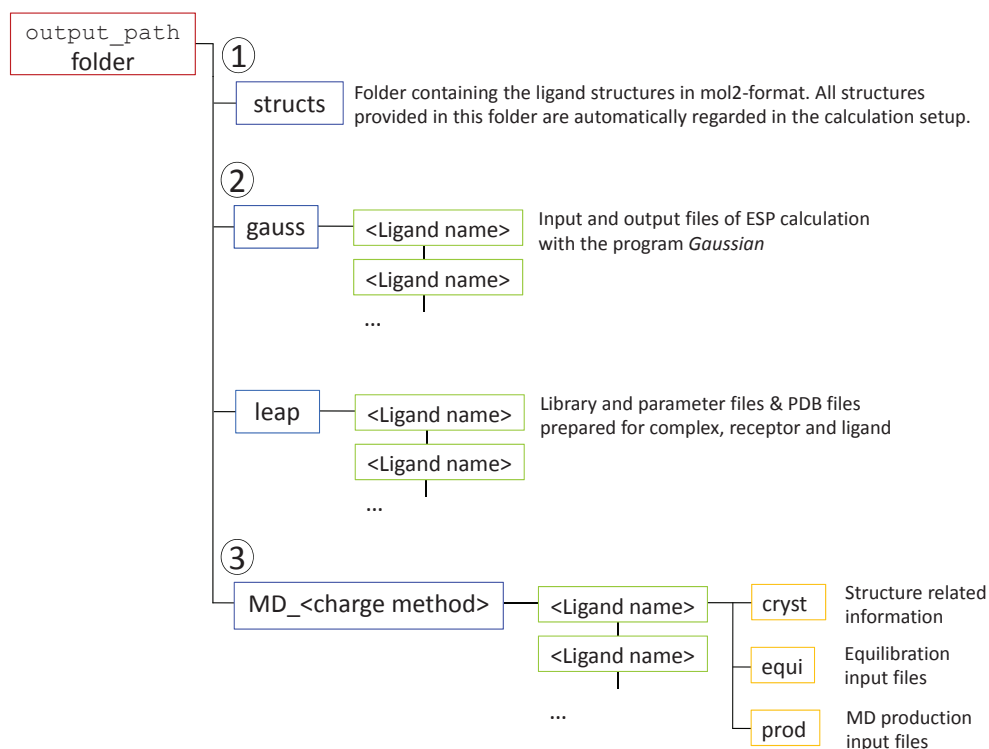 output_path
folder
1
structs
Folder containing the ligand structures in mol2-format. All structures
provided in this folder are automatically regarded in the calculation setup.
2
gauss
<Ligand name>
<Ligand name>
...
Input and output files of ESP calculation
with the program Gaussian
leap
<Ligand name>
<Ligand name>
...
Library and parameter files & PDB files
prepared for complex, receptor and ligand
3
MD_<charge method>
<Ligand name>
<Ligand name>
...
cryst
Structure related
information
equi
Equilibration
input files
prod
MD production
input files